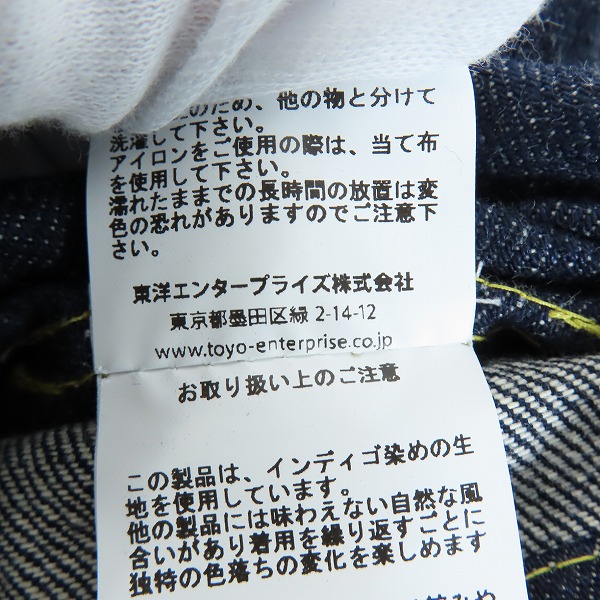 のため、他の物と分けて
洗濯して下さい。
アイロンをご使用の際は、当て布
を使用して下さい。
濡れたままでの長時間の放置は変
色の恐れがありますのでご注意下
さい。
東洋エンタープライズ株式会社
東京都墨田区緑 2-14-12
www.toyo-enterprise.co.jp
お取り扱い上のご注意
この製品は、インディゴ染めの生
地を使用しています。
他の製品には味わえない自然な風
合いがあり着用を繰り返すごとに
独特の色落ちの変化を楽しめます